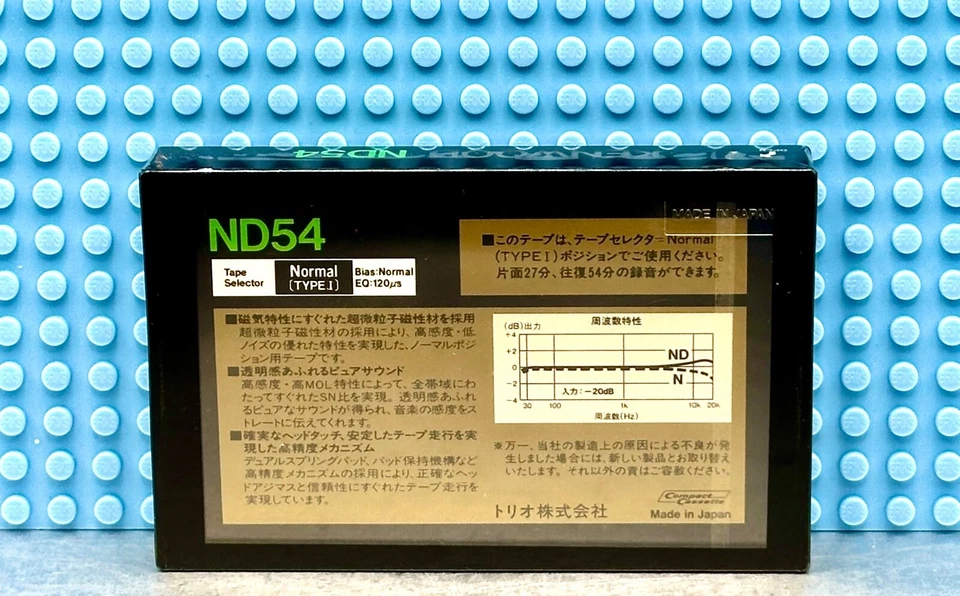 ND54
MADE IN JAPAN
ND54
Tape Selector
Normal
(TYPE.I)
Bias:Normal
EQ:120μs
■このテープは、テープセレクター Normal
(TYPE I)ポジションでご使用ください。
片面27分、往復54分の録音ができます。
■磁気特性にすぐれた超微粒子磁性材を採用
超微粒子磁性材の採用により、高感度・低
ノイズの優れた特性を実現した、ノーマルポジ
ション用テープです。
■透明感あふれるピュアサウンド
高感度・高MOL特性によって、全帯域にわ
たってすぐれたSN比を実現。透明感あふれ
るピュアなサウンドが得られ、音楽の感度をス
トレートに伝えてくれます。
■確実なヘッドタッチ、安定したテープ走行を実
現した高精度メカニズム
デュアルスプリングパッド、パッド保持機構など
高精度メカニズムの採用により、正確なヘッ
ドアジマスと信頼性にすぐれたテープ走行を
実現しています。
周波数特性
(dB)出力
+4
+2
0
−2
−4
ND
N
入力：−20dB
30 100 1k 10k 20k
周波数(Hz)
※万一、当社の製造上の原因による不良が発
生しました場合には、新しい製品とお取り替え
いたします。それ以外の責はご容赦ください。
トリオ株式会社
Compact Cassette
Made in Japan